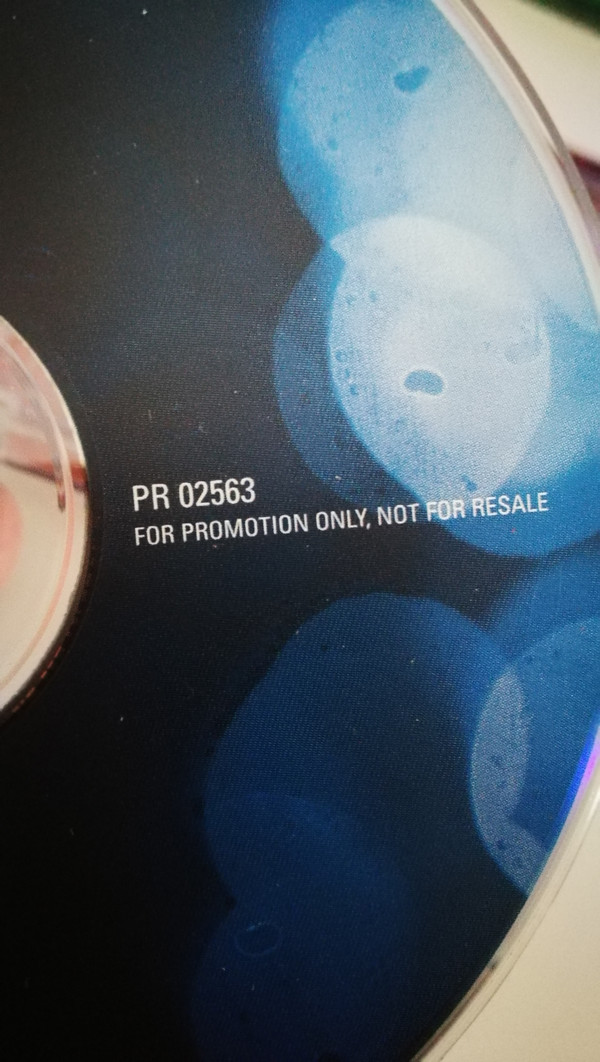 PR 02563
FOR PROMOTION ONLY, NOT FOR RESALE